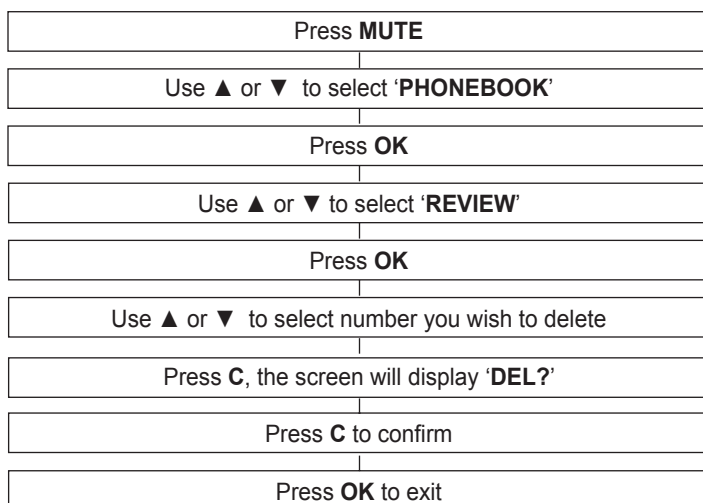 Press MUTE
Use ▲ or ▼ to select ‘PHONEBOOK’
Press OK
Use ▲ or ▼ to select ‘REVIEW’
Press OK
Use ▲ or ▼ to select number you wish to delete
Press C, the screen will display ‘DEL?’
Press C to confirm
Press OK to exit